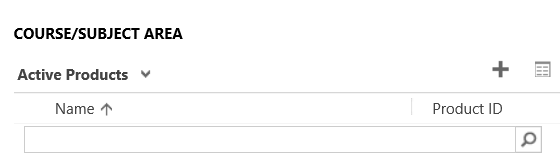 COURSE/SUBJECT AREA
Active Products
Name Product ID